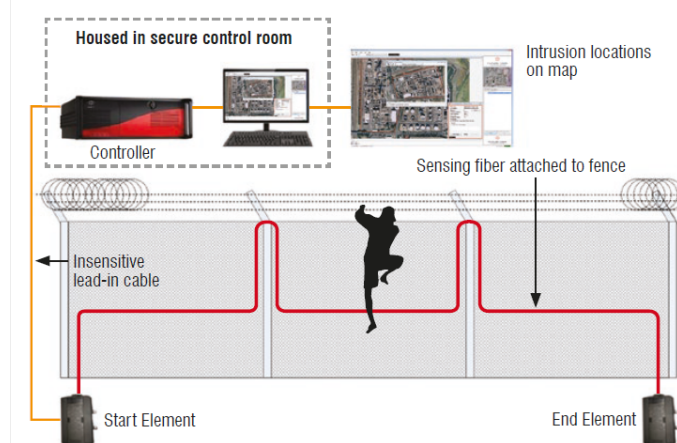 Housed in secure control room
Intrusion locations
on map
Controller
Sensing fiber attached to fence
Insensitive
lead-in cable
Start Element
End Element